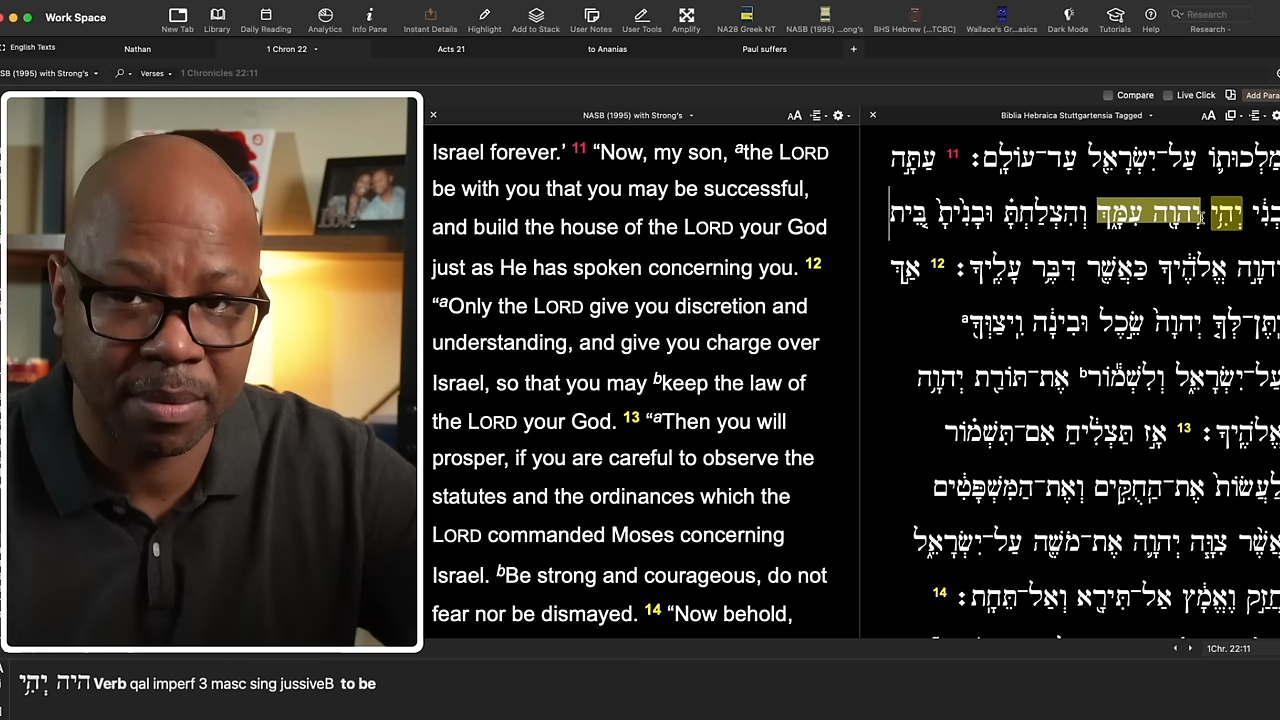 Work Space
New Tab
Library
Daily Reading
Analytics
Info Pane
Instant Details
Highlight
Add to Stack
User Notes
User Tools
Amplify
NA28 Greek NT
NASB (1995) ...ong's
BHS Hebrew (...TCBC)
Wallace's Gr...asics
Dark Mode
Tutorials
Help
Research
Research
English Texts
Nathan
1 Chron 22
Acts 21
to Ananias
Paul suffers
+
SB (1995) with Strong's
Verses
1 Chronicles 22:11
Compare
Live Click
Add Para
NASB (1995) with Strong's
AA
Israel forever.’ 11 “Now, my son, athe LORD
be with you that you may be successful,
and build the house of the LORD your God
just as He has spoken concerning you. 12
“aOnly the LORD give you discretion and
understanding, and give you charge over
Israel, so that you may bkeep the law of
the LORD your God. 13 “aThen you will
prosper, if you are careful to observe the
statutes and the ordinances which the
LORD commanded Moses concerning
Israel. bBe strong and courageous, do not
fear nor be dismayed. 14 “Now behold,
Biblia Hebraica Stuttgartensia Tagged
AA
מַלְכוּת֛וֹ עַל־יִשְׂרָאֵ֖ל עַד־עוֹלָֽם׃ 11 עַתָּ֣ה
בְנִ֔י יְהִ֥י יְהוָ֖ה עִמָּ֑ךְ וְהִצְלַחְתָּ֗ וּבָנִ֙יתָ֙ בֵּ֚ית
יְהוָ֣ה אֱלֹהֶ֔יךָ כַּאֲשֶׁ֖ר דִּבֶּ֥ר עָלֶֽיךָ׃ 12 אַ֣ךְ
יִֽתֶּן־לְּךָ֤ יְהוָה֙ שֵׂ֣כֶל וּבִינָ֔ה וִֽיצַוְּךָ֖a
עַל־יִשְׂרָאֵ֑ל וְלִשְׁמ֕וֹרb אֶת־תּוֹרַ֖ת יְהוָ֥ה
אֱלֹהֶֽיךָ׃ 13 אָ֣ז תַּצְלִ֔יחַ אִם־תִּשְׁמ֗וֹר
לַעֲשׂוֹת֙ אֶת־הַֽחֻקִּ֣ים וְאֶת־הַמִּשְׁפָּטִ֔ים
אֲשֶׁ֨ר צִוָּ֧ה יְהוָ֛ה אֶת־מֹשֶׁ֖ה עַל־יִשְׂרָאֵ֑ל
חֲזַ֣ק וֶאֱמָ֔ץ אַל־תִּירָ֖א וְאַל־תֵּחָֽת׃ 14
1Chr. 22:11
יְהִ֥י היה Verb qal imperf 3 masc sing jussiveB to be